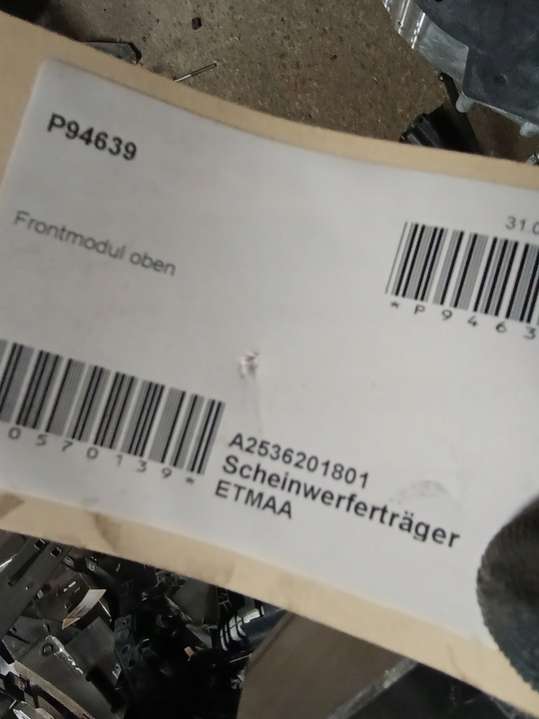 P94639
31.0
Frontmodul oben
*P9463
0570139*
A2536201801
Scheinwerferträger
ETMAA